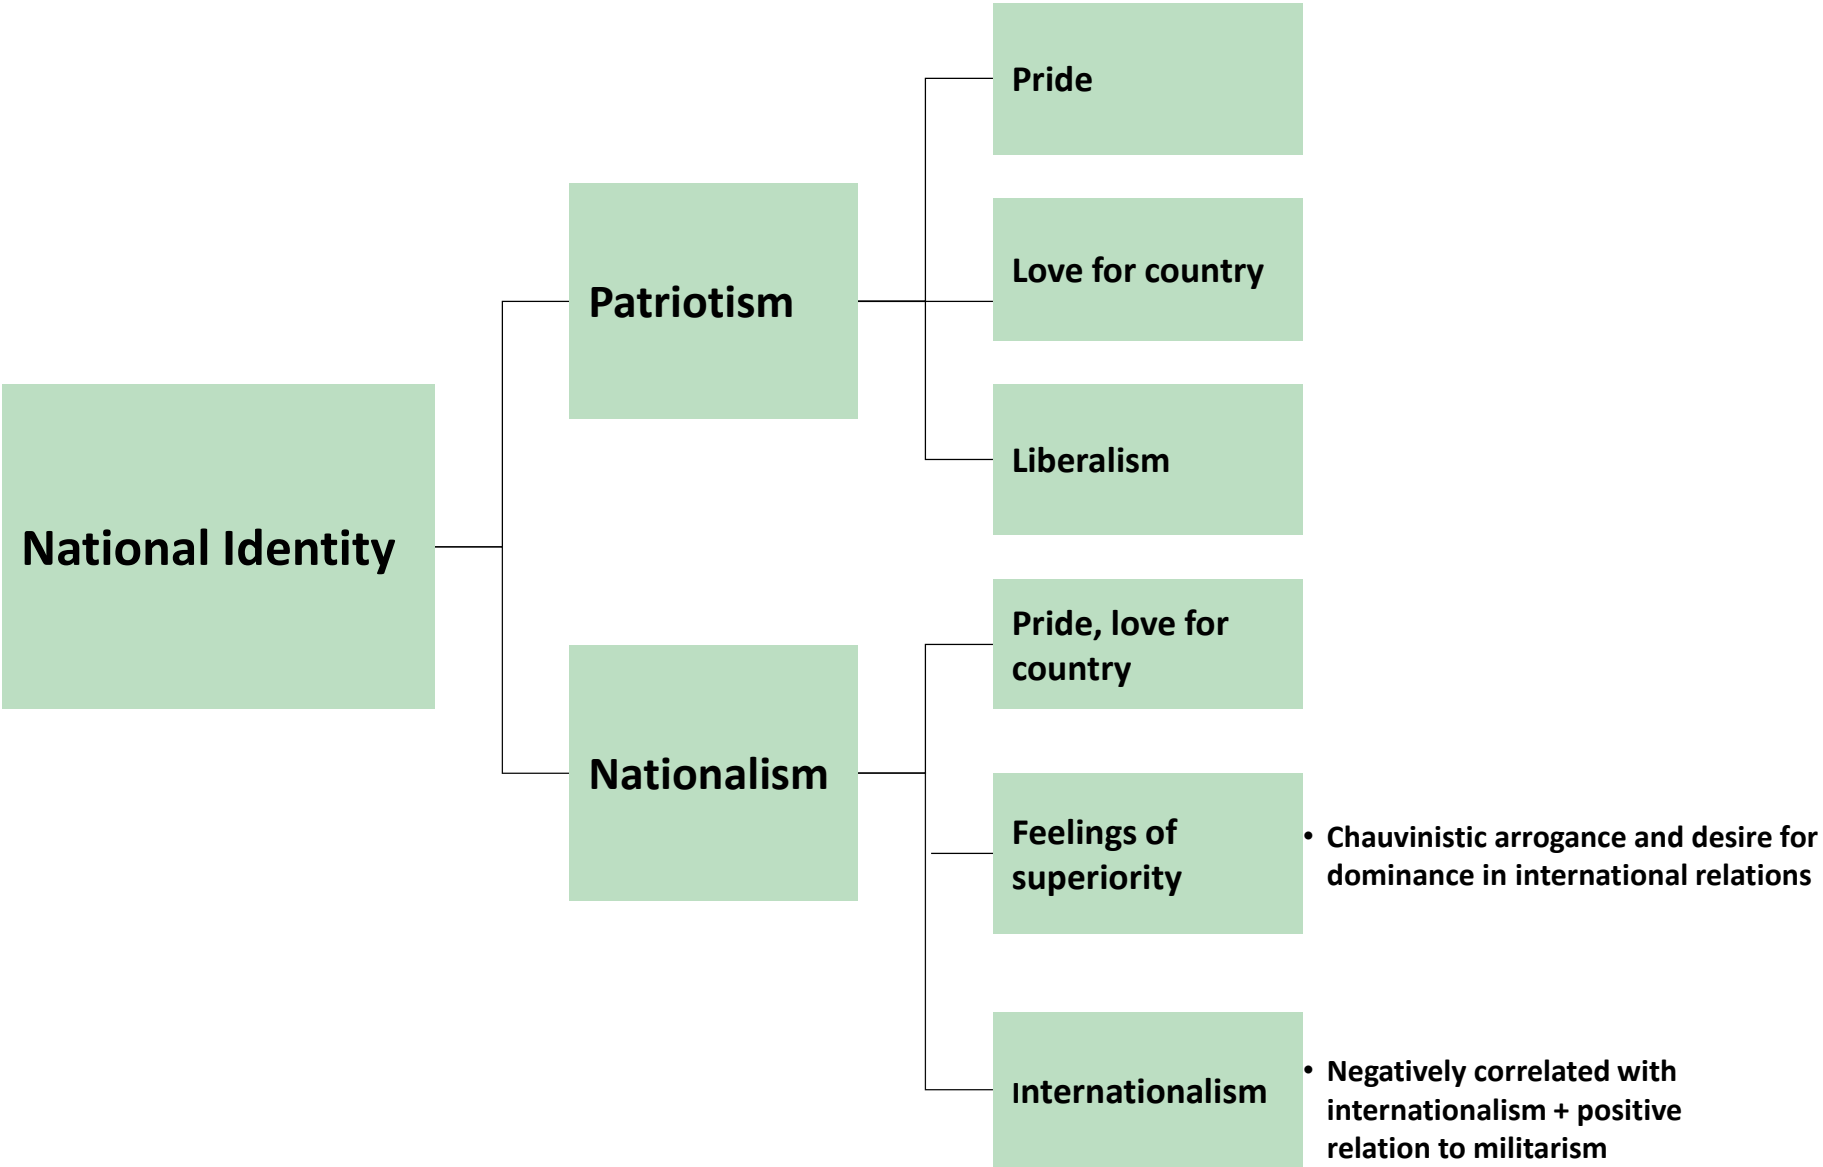 National Identity
Patriotism
Pride
Love for country
Liberalism
Nationalism
Pride, love for
country
Feelings of
superiority
• Chauvinistic arrogance and desire for
dominance in international relations
Internationalism
• Negatively correlated with
internationalism + positive
relation to militarism